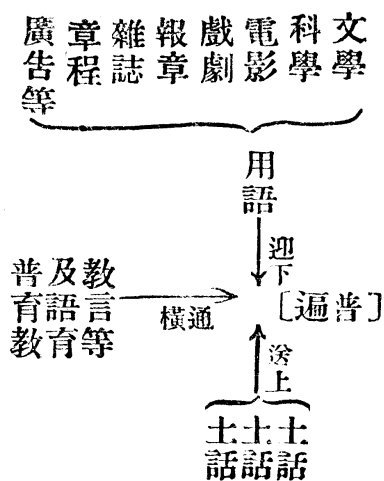 文學
科學
電影
戲劇
報章
雜誌
章程
廣告等
用語
迎下
普及教
育語言
教育等
橫通
〔普遍〕
送上
土話
土話
土話